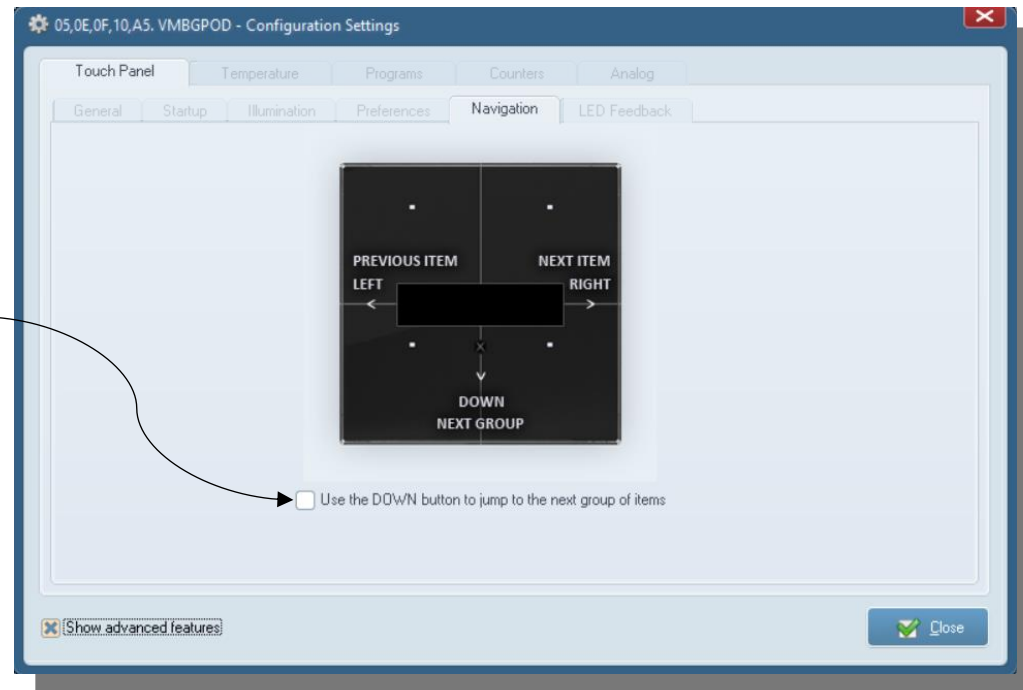 05,0E,0F,10,A5. VMBGPOD - Configuration Settings
Touch Panel Temperature Programs Counters Analog
General Startup Illumination Preferences Navigation LED Feedback
PREVIOUS ITEM NEXT ITEM
LEFT RIGHT
DOWN
NEXT GROUP
Use the DOWN button to jump to the next group of items
Show advanced features
Close